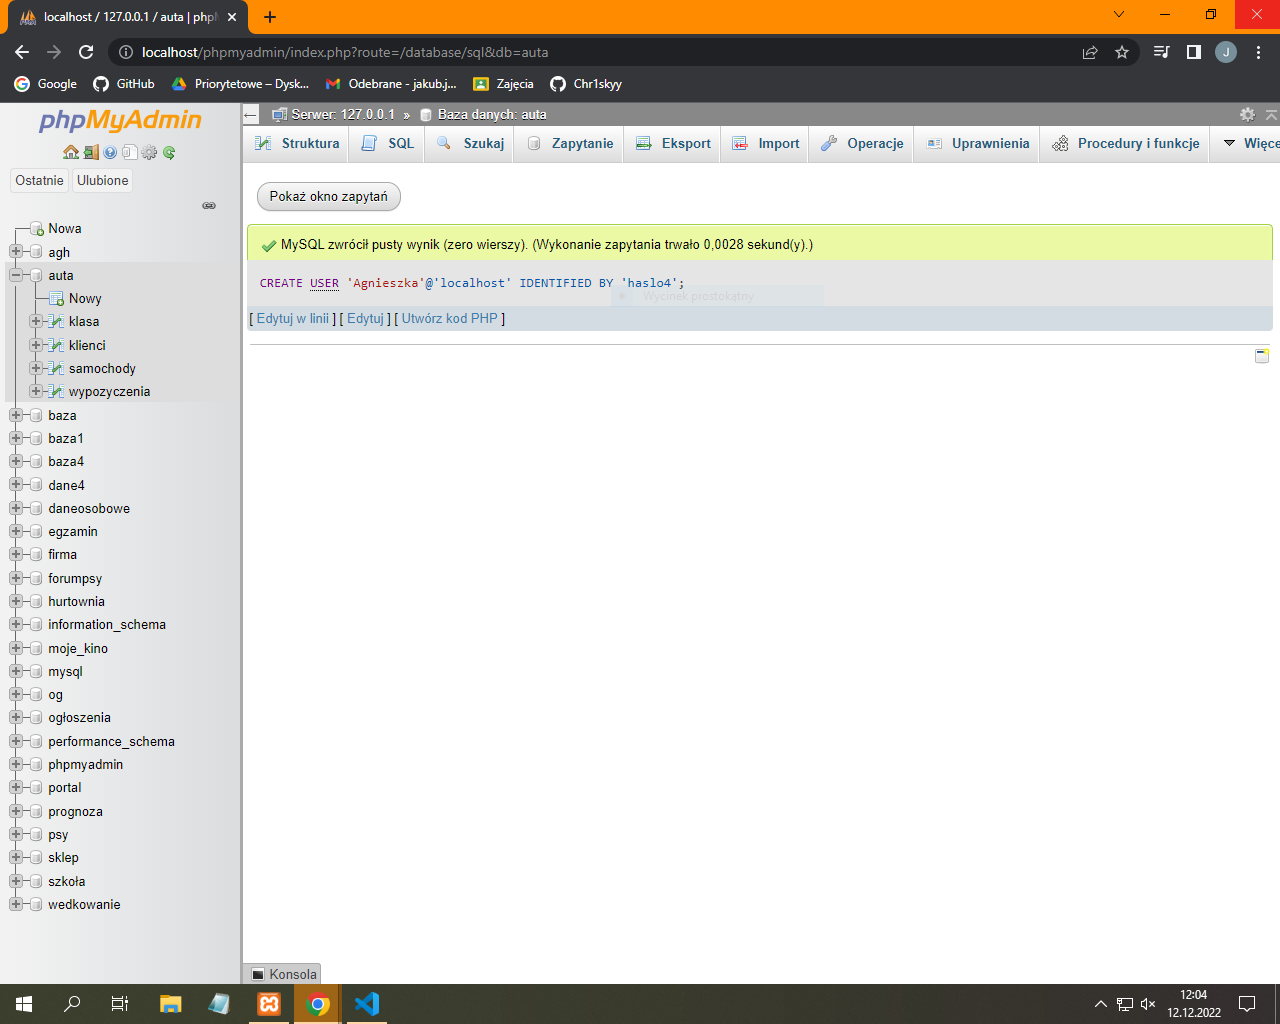 localhost / 127.0.0.1 / auta | phpM
localhost/phpmyadmin/index.php?route=/database/sql&db=auta
J
Google
GitHub
Priorytetowe – Dysk...
Odebrane - jakub.j...
Zajęcia
Chr1skyy
phpMyAdmin
Ostatnie
Ulubione
Nowa
agh
auta
Nowy
klasa
klienci
samochody
wypozyczenia
baza
baza1
baza4
dane4
daneosobowe
egzamin
firma
forumpsy
hurtownia
information_schema
moje_kino
mysql
og
ogłoszenia
performance_schema
phpmyadmin
portal
prognoza
psy
sklep
szkoła
wedkowanie
Serwer: 127.0.0.1 » Baza danych: auta
Struktura
SQL
Szukaj
Zapytanie
Eksport
Import
Operacje
Uprawnienia
Procedury i funkcje
Więce
Pokaż okno zapytań
MySQL zwrócił pusty wynik (zero wierszy). (Wykonanie zapytania trwało 0,0028 sekund(y).)
CREATE USER 'Agnieszka'@'localhost' IDENTIFIED BY 'haslo4';
Wycinek prostokątny
[ Edytuj w linii ] [ Edytuj ] [ Utwórz kod PHP ]
Konsola
12:04
12.12.2022